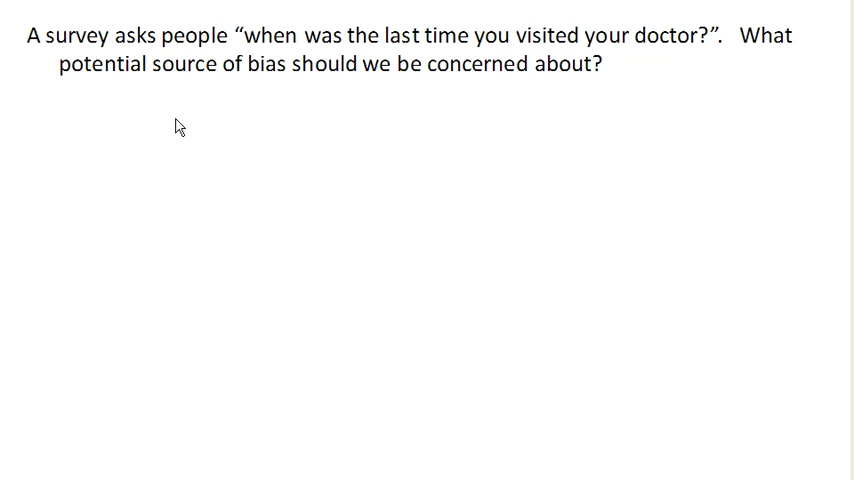 A survey asks people “when was the last time you visited your doctor?”.   What
potential source of bias should we be concerned about?